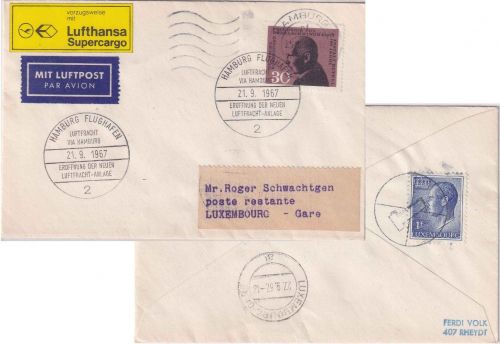 vorzugsweise
mit
Lufthansa
Supercargo
MIT LUFTPOST
PAR AVION
HAMBURG
30
HAMBURG FLUGHAFEN
LUFTFRACHT
VIA HAMBURG
21. 9. 1967
ERÖFFNUNG DER NEUEN
LUFTFRACHT-ANLAGE
2
HAMBURG FLUGHAFEN
LUFTFRACHT
VIA HAMBURG
21. 9. 1967
ERÖFFNUNG DER NEUEN
LUFTFRACHT-ANLAGE
2
Mr.Roger Schwachtgen
poste restante
LUXEMBOURG - Gare
LUXEMBOURG
T
LUXEMBOURG
FERDI VOLK
407 RHEYDT